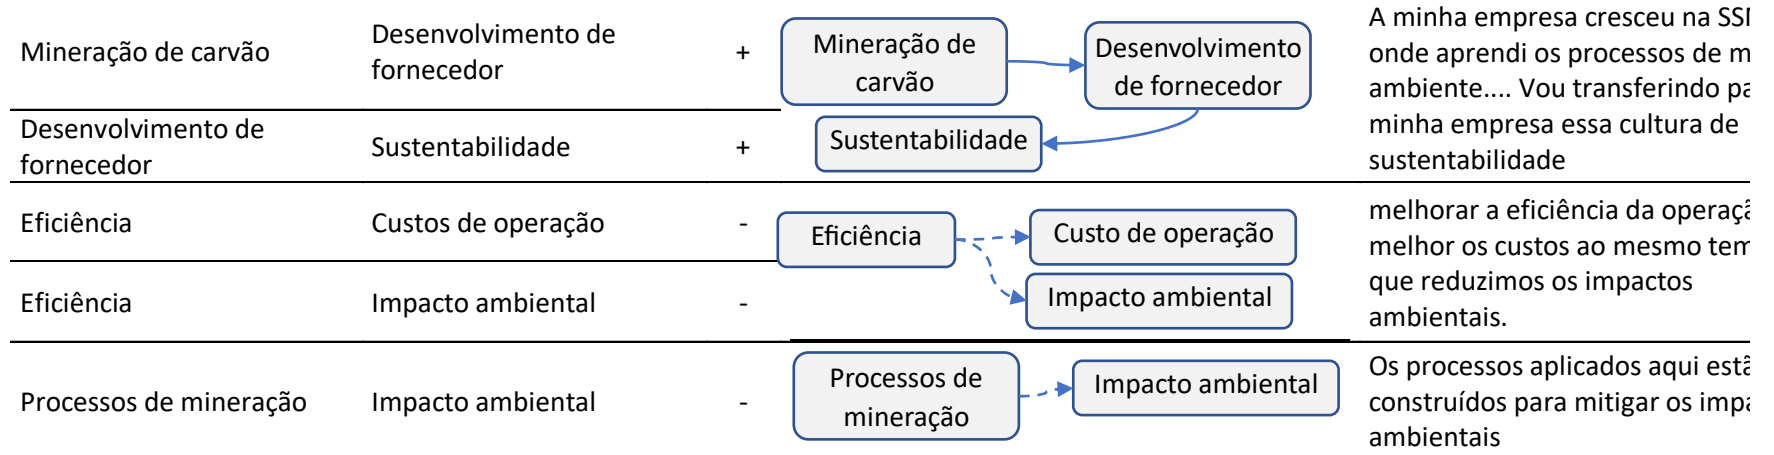 Mineração de carvão
Desenvolvimento de
fornecedor
+
Mineração de
carvão
Desenvolvimento
de fornecedor
A minha empresa cresceu na
onde aprendi os processos de
ambiente.... Vou transferindo
minha empresa essa cultura de
sustentabilidade
Desenvolvimento de
fornecedor
Sustentabilidade
+
Sustentabilidade
Eficiência
Custos de operação
-
Eficiência
Custo de operação
melhorar a eficiência da
melhor os custos ao mesmo
que reduzimos os impactos
ambientais.
Eficiência
Impacto ambiental
-
Impacto ambiental
Processos de mineração
Impacto ambiental
-
Processos de
mineração
Impacto ambiental
Os processos aplicados aqui
construídos para mitigar os
ambientais